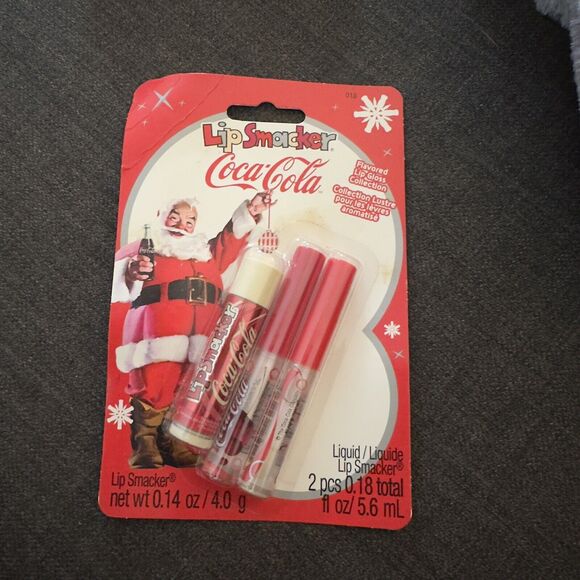 018
Lip Smacker®
Coca-Cola
Flavored
Lip Gloss
Collection
Collection Lustre
pour les lèvres
aromatisé
Lip Smacker
Coca-Cola
Lip Smacker®
net wt 0.14 oz / 4.0 g
Liquid / Liquide
Lip Smacker®
2 pcs 0.18 total
fl oz/ 5.6 mL